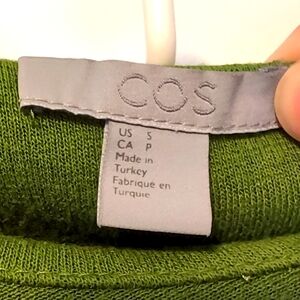 COS
US S
CA P
Made in
Turkey
Fabriqué en
Turquie